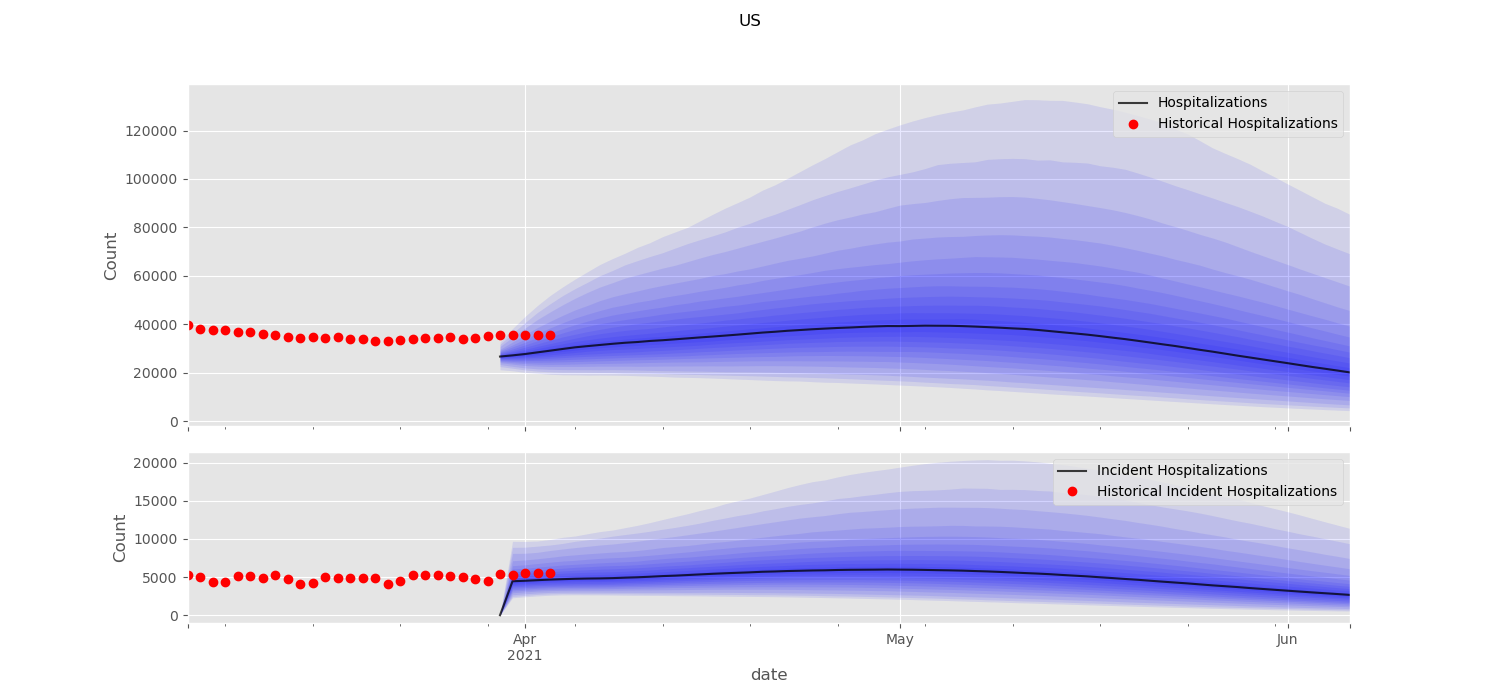 US
Hospitalizations
Historical Hospitalizations
120000
100000
80000
60000
40000
20000
0
Count
Incident Hospitalizations
Historical Incident Hospitalizations
20000
15000
10000
5000
0
Count
Apr
2021
May
Jun
date